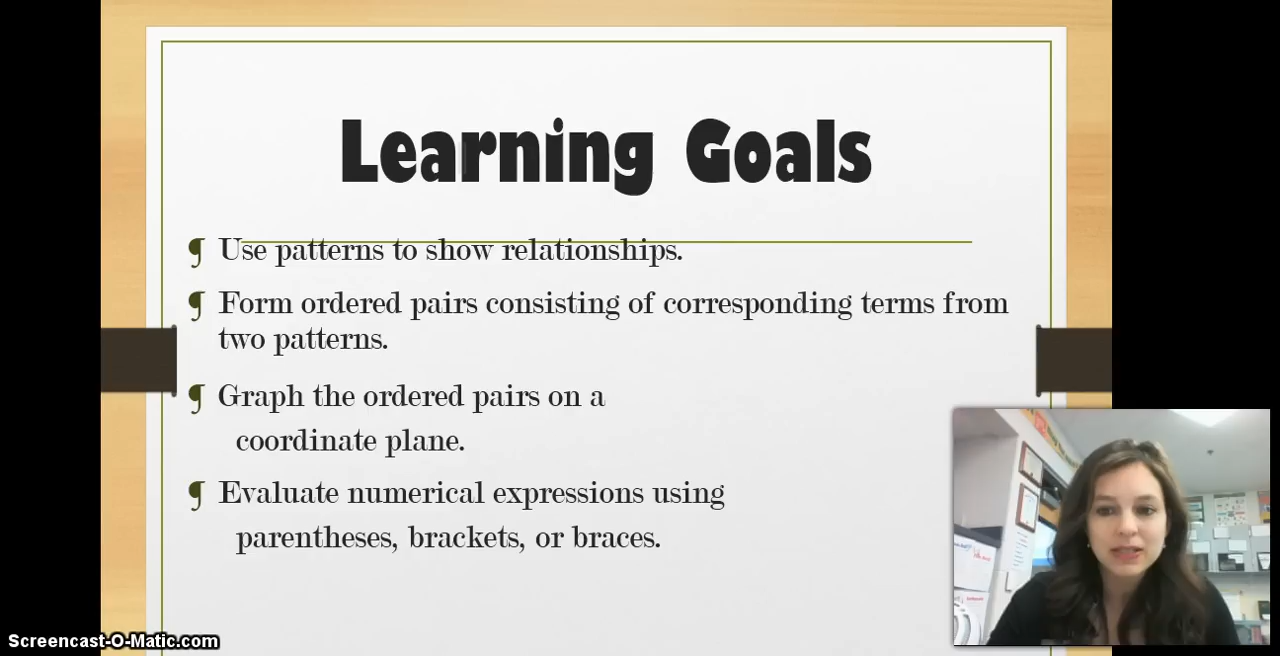 Learning Goals
¶ Use patterns to show relationships.
¶ Form ordered pairs consisting of corresponding terms from
two patterns.
¶ Graph the ordered pairs on a
coordinate plane.
¶ Evaluate numerical expressions using
parentheses, brackets, or braces.
Screencast-O-Matic.com